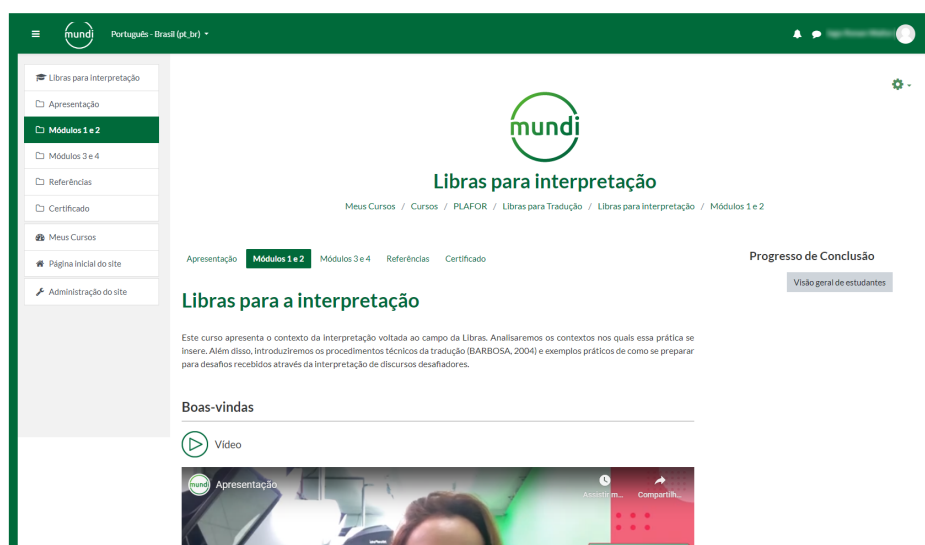 mundi
Português - Brasil (pt_br)
Libras para interpretação
Apresentação
Módulos 1 e 2
Módulos 3 e 4
Referências
Certificado
Meus Cursos
Página inicial do site
Administração do site
mundi
Libras para interpretação
Meus Cursos / Cursos / PLAFOR / Libras para Tradução / Libras para interpretação / Módulos 1 e 2
Apresentação Módulos 1 e 2 Módulos 3 e 4 Referências Certificado
Progresso de Conclusão
Visão geral de estudantes
Libras para a interpretação
Este curso apresenta o contexto da interpretação voltada ao campo da Libras. Analisaremos os contextos nos quais essa prática se
insere. Além disso, introduziremos os procedimentos técnicos da tradução (BARBOSA, 2004) e exemplos práticos de como se preparar
para desafios recebidos através da interpretação de discursos desafiadores.
Boas-vindas
Vídeo
mundi Apresentação
Assistir m... Compartilh...